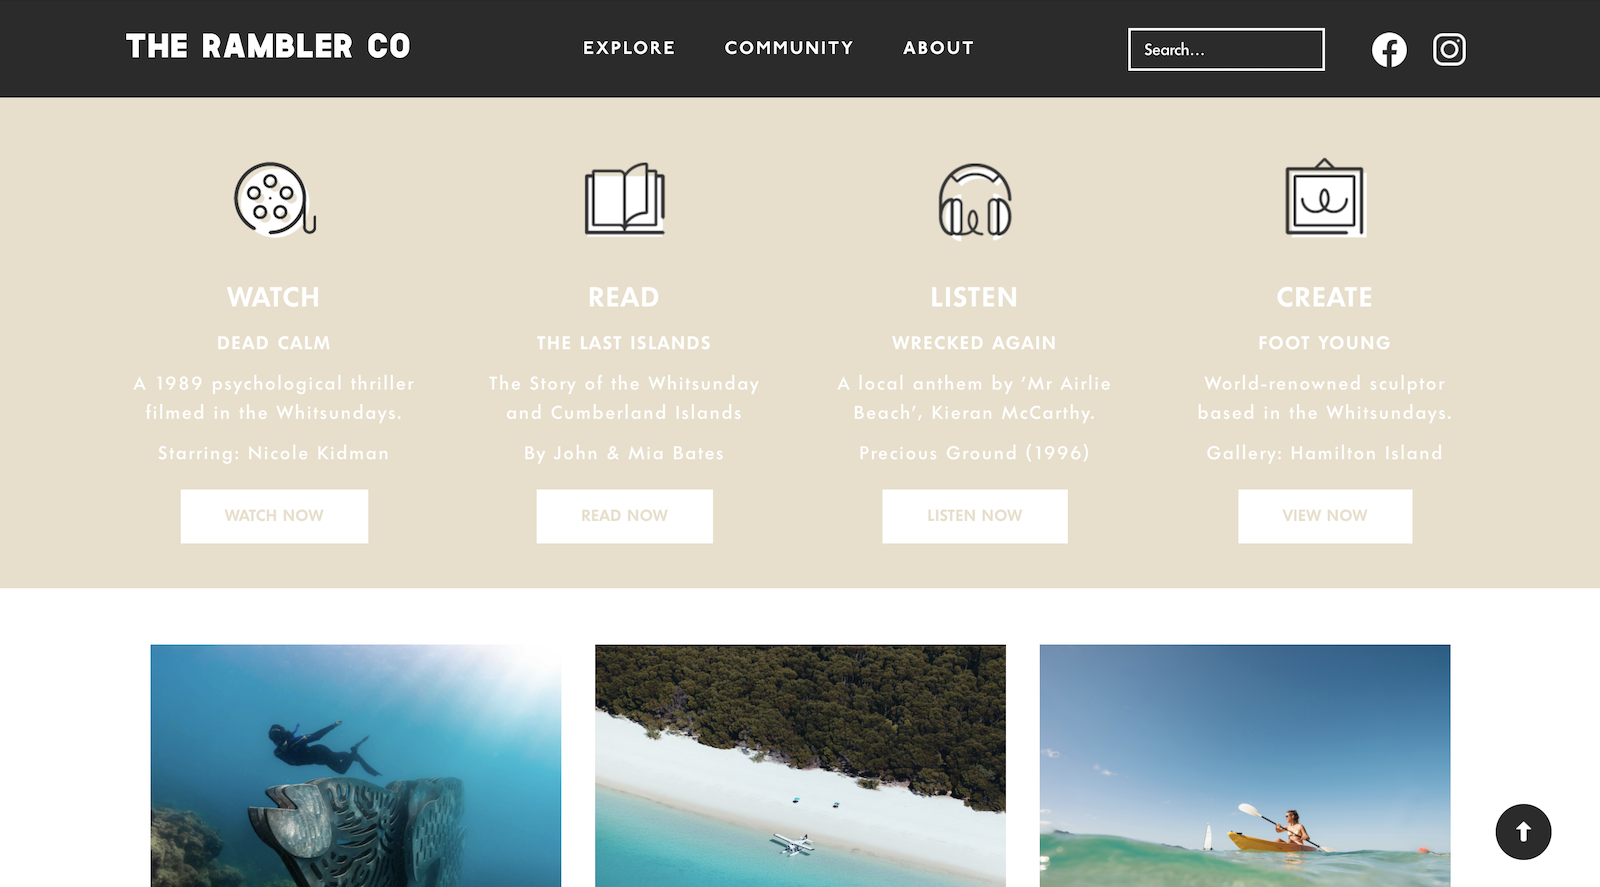 THE RAMBLER CO
EXPLORE COMMUNITY ABOUT
Search...
WATCH
DEAD CALM
A 1989 psychological thriller
filmed in the Whitsundays.
Starring: Nicole Kidman
WATCH NOW
READ
THE LAST ISLANDS
The Story of the Whitsunday
and Cumberland Islands
By John & Mia Bates
READ NOW
LISTEN
WRECKED AGAIN
A local anthem by 'Mr Airlie
Beach', Kieran McCarthy.
Precious Ground (1996)
LISTEN NOW
CREATE
FOOT YOUNG
World-renowned sculptor
based in the Whitsundays.
Gallery: Hamilton Island
VIEW NOW